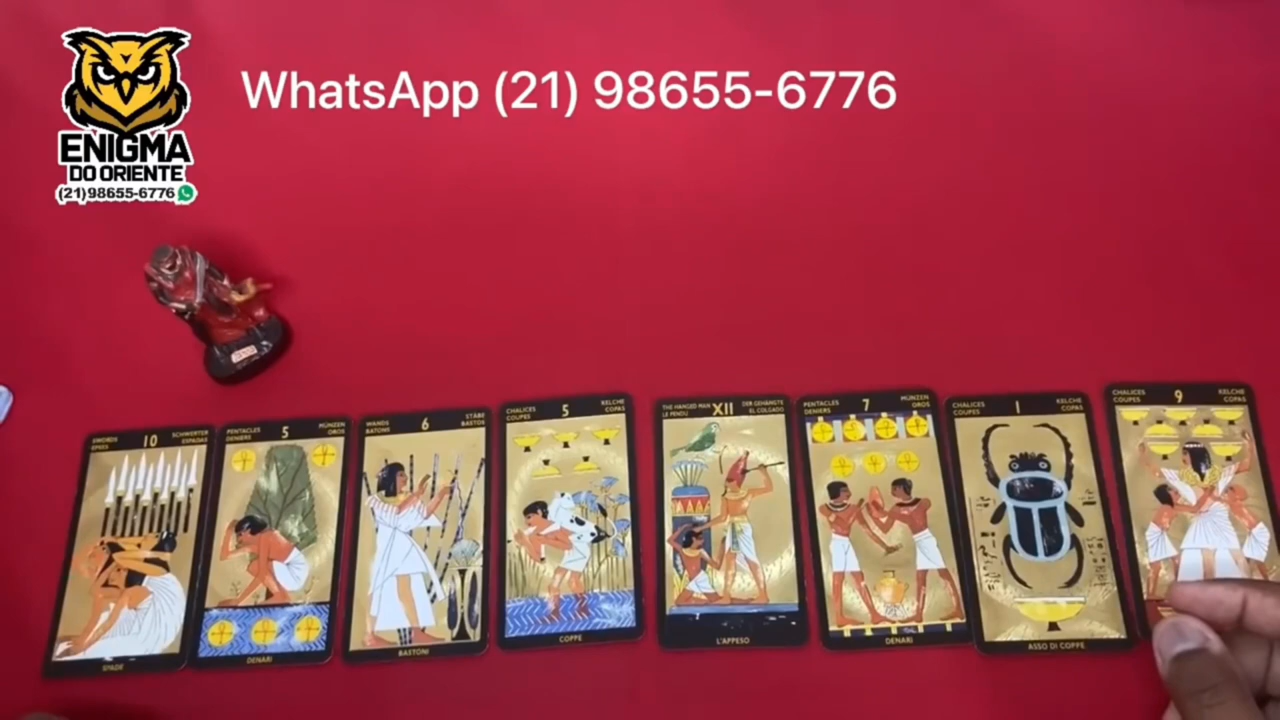 WhatsApp (21) 98655-6776
ENIGMA
DO ORIENTE
(21)98655-6776
SWORDS
EPEES
10
SCHWERTER
ESPADAS
SPADE
PENTACLES
DENIERS
5
MÜNZEN
OROS
DENARI
WANDS
BATONS
6
STÄBE
BASTOS
BASTONI
CHALICES
COUPES
5
KELCHE
COPAS
COPPE
THE HANGED MAN
LE PENDU
XII
DER GEHÄNGTE
EL COLGADO
L'APPESO
PENTACLES
DENIERS
7
MÜNZEN
OROS
DENARI
CHALICES
COUPES
1
KELCHE
COPAS
ASSO DI COPPE
CHALICES
COUPES
9
KELCHE
COPAS